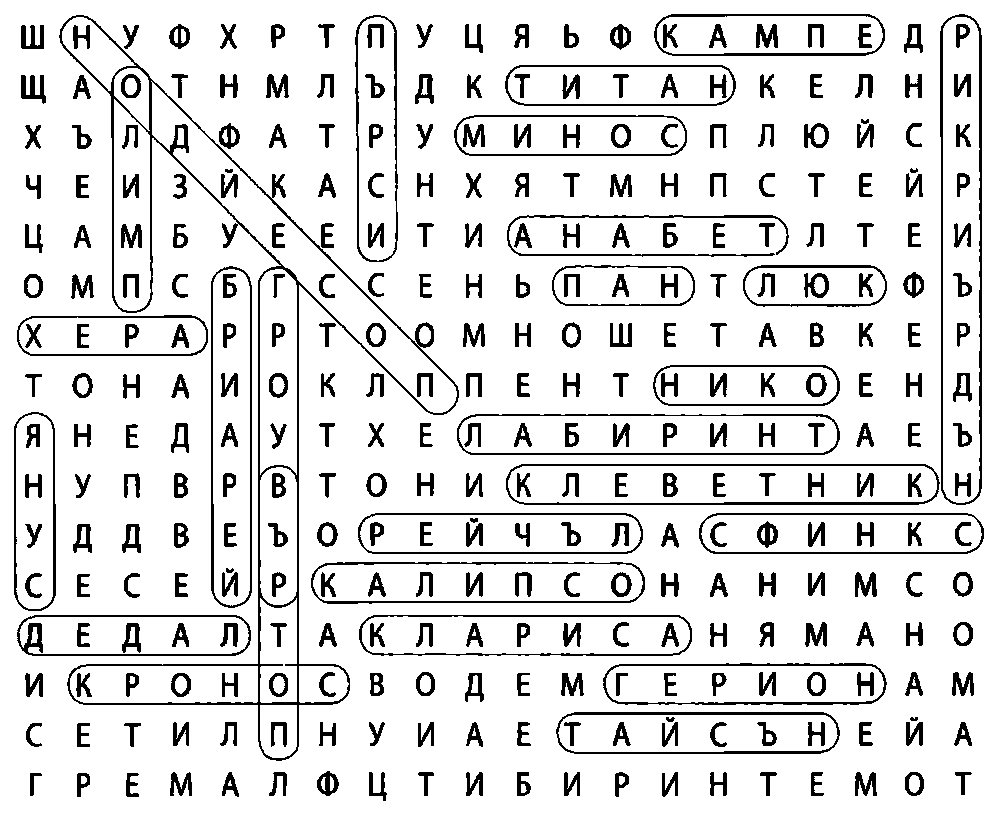 Ш Н У Ф Х Р Т П У Ц Я Ь Ф К А М П Е Д Р
Щ А О Т Н М Л Ъ Д К Т И Т А Н К Е Л Н И
Х Ъ Л Д Ф А Т Р У М И Н О С П Л Ю Й С К
Ч Е И З Й К А С Н Х Я Т М Н П С Т Е Й Р
Ц А М Б У Е Е И Т И А Н А Б Е Т Л Т Е И
О М П С Б Г С С Е Н Ь П А Н Т Л Ю К Ф Ъ
Х Е Р А Р Р Т О О М Н О Ш Е Т А В К Е Р
Т О Н А И О К Л П П Е Н Т Н И К О Е Н Д
Я Н Е Д А У Т Х Е Л А Б И Р И Н Т А Е Ъ
Н У П В Р В Т О Н И К Л Е В Е Т Н И К Н
У Д Д В Е Ъ О Р Е Й Ч Ъ Л А С Ф И Н К С
С Е С Е Й Р К А Л И П С О Н А Н И М С О
Д Е Д А Л Т А К Л А Р И С А Н Я М А Н О
И К Р О Н О С В О Д Е М Г Е Р И О Н А М
С Е Т И Л П Н У И А Е Т А Й С Ъ Н Е Й А
Г Р Е М А Л Ф Ц Т И Б И Р И Н Т Е М О Т